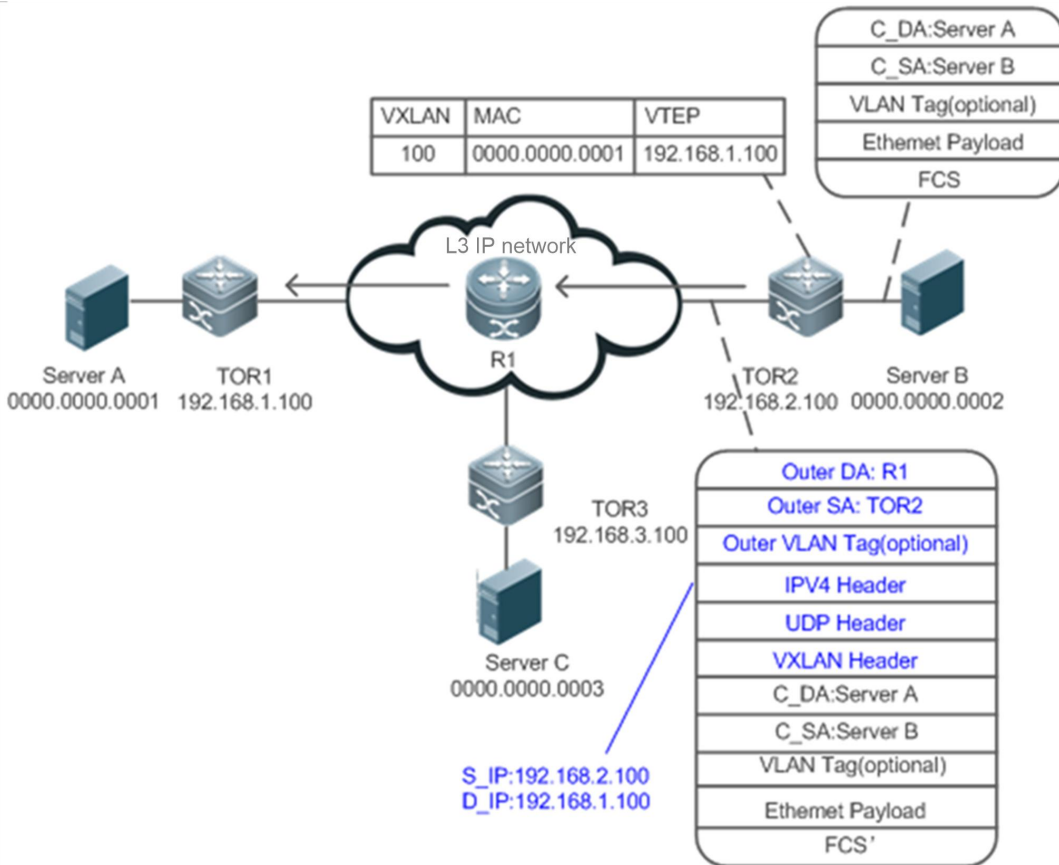 C_DA:Server A
C_SA:Server B
VLAN Tag(optional)
Ethernet Payload
FCS
VXLAN MAC VTEP
100 0000.0000.0001 192.168.1.100
L3 IP network
R1
Server A
0000.0000.0001
TOR1
192.168.1.100
TOR2
192.168.2.100
Server B
0000.0000.0002
TOR3
192.168.3.100
Server C
0000.0000.0003
Outer DA: R1
Outer SA: TOR2
Outer VLAN Tag(optional)
IPV4 Header
UDP Header
VXLAN Header
C_DA:Server A
C_SA:Server B
VLAN Tag(optional)
Ethernet Payload
FCS'
S_IP:192.168.2.100
D_IP:192.168.1.100